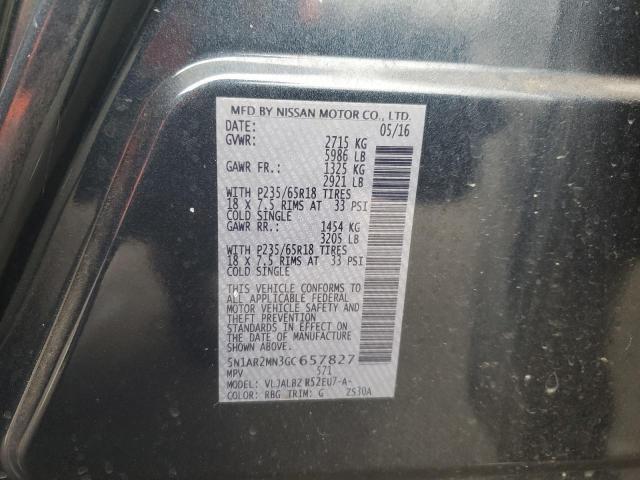 MFD BY NISSAN MOTOR CO., LTD.
DATE: 05/16
GVWR: 2715 KG
5986 LB
GAWR FR.: 1325 KG
2921 LB
WITH P235/65R18 TIRES
18 X 7.5 RIMS AT 33 PSI
COLD SINGLE
GAWR RR.: 1454 KG
3205 LB
WITH P235/65R18 TIRES
18 X 7.5 RIMS AT 33 PSI
COLD SINGLE
THIS VEHICLE CONFORMS TO
ALL APPLICABLE FEDERAL
MOTOR VEHICLE SAFETY AND
THEFT PREVENTION
STANDARDS IN EFFECT ON
THE DATE OF MANUFACTURE
SHOWN ABOVE.
5N1AR2MN3GC657827
MPV 571
MODEL: VLJALBZ R52EU7-A-
COLOR: RBG TRIM: G ZS30A